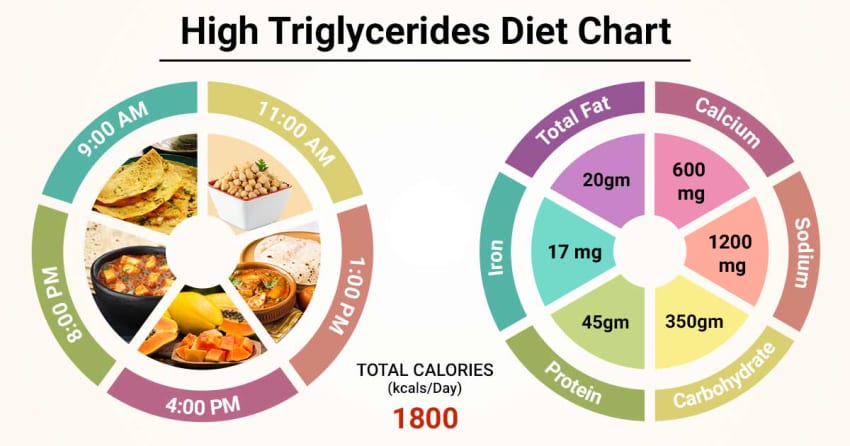 High Triglycerides Diet Chart
9:00 AM
11:00 AM
1:00 PM
4:00 PM
8:00 PM
TOTAL CALORIES
(kcals/Day)
1800
Total Fat
20gm
Calcium
600
mg
Sodium
1200
mg
Carbohydrate
350gm
Protein
45gm
Iron
17 mg